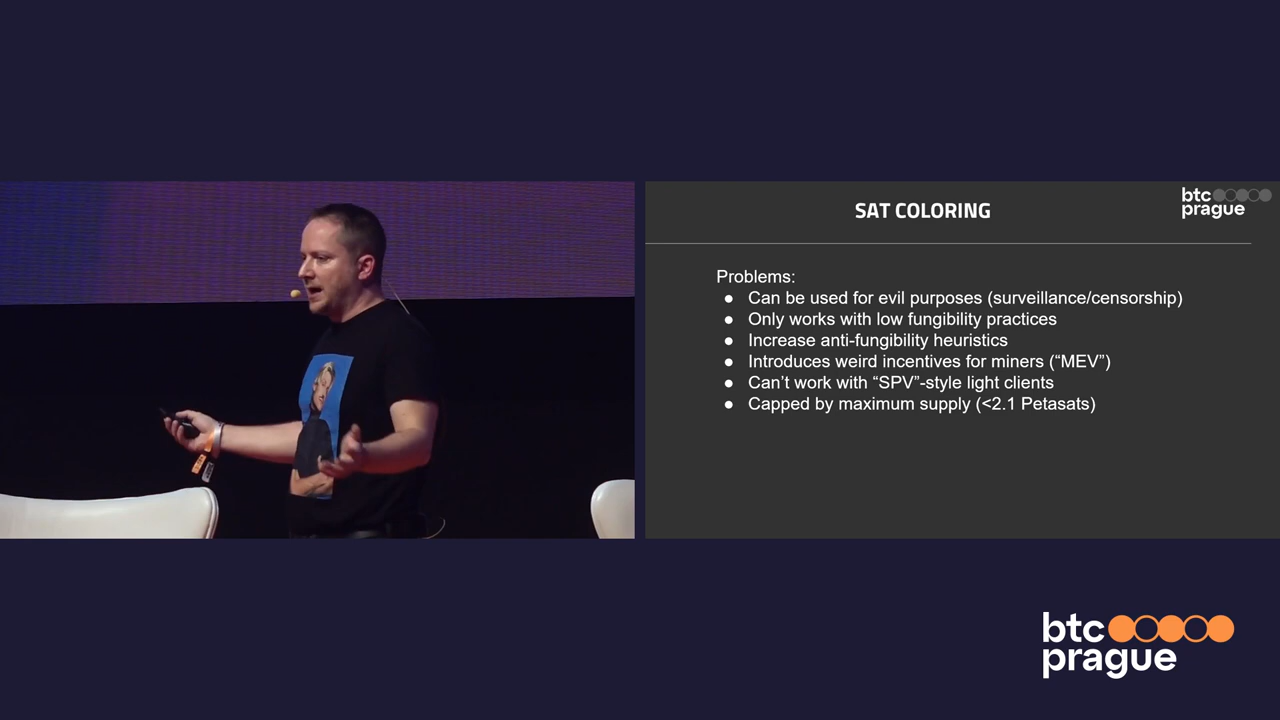 SAT COLORING
btc
prague
Problems:
● Can be used for evil purposes (surveillance/censorship)
● Only works with low fungibility practices
● Increase anti-fungibility heuristics
● Introduces weird incentives for miners (“MEV”)
● Can’t work with “SPV”-style light clients
● Capped by maximum supply (<2.1 Petasats)
btc
prague